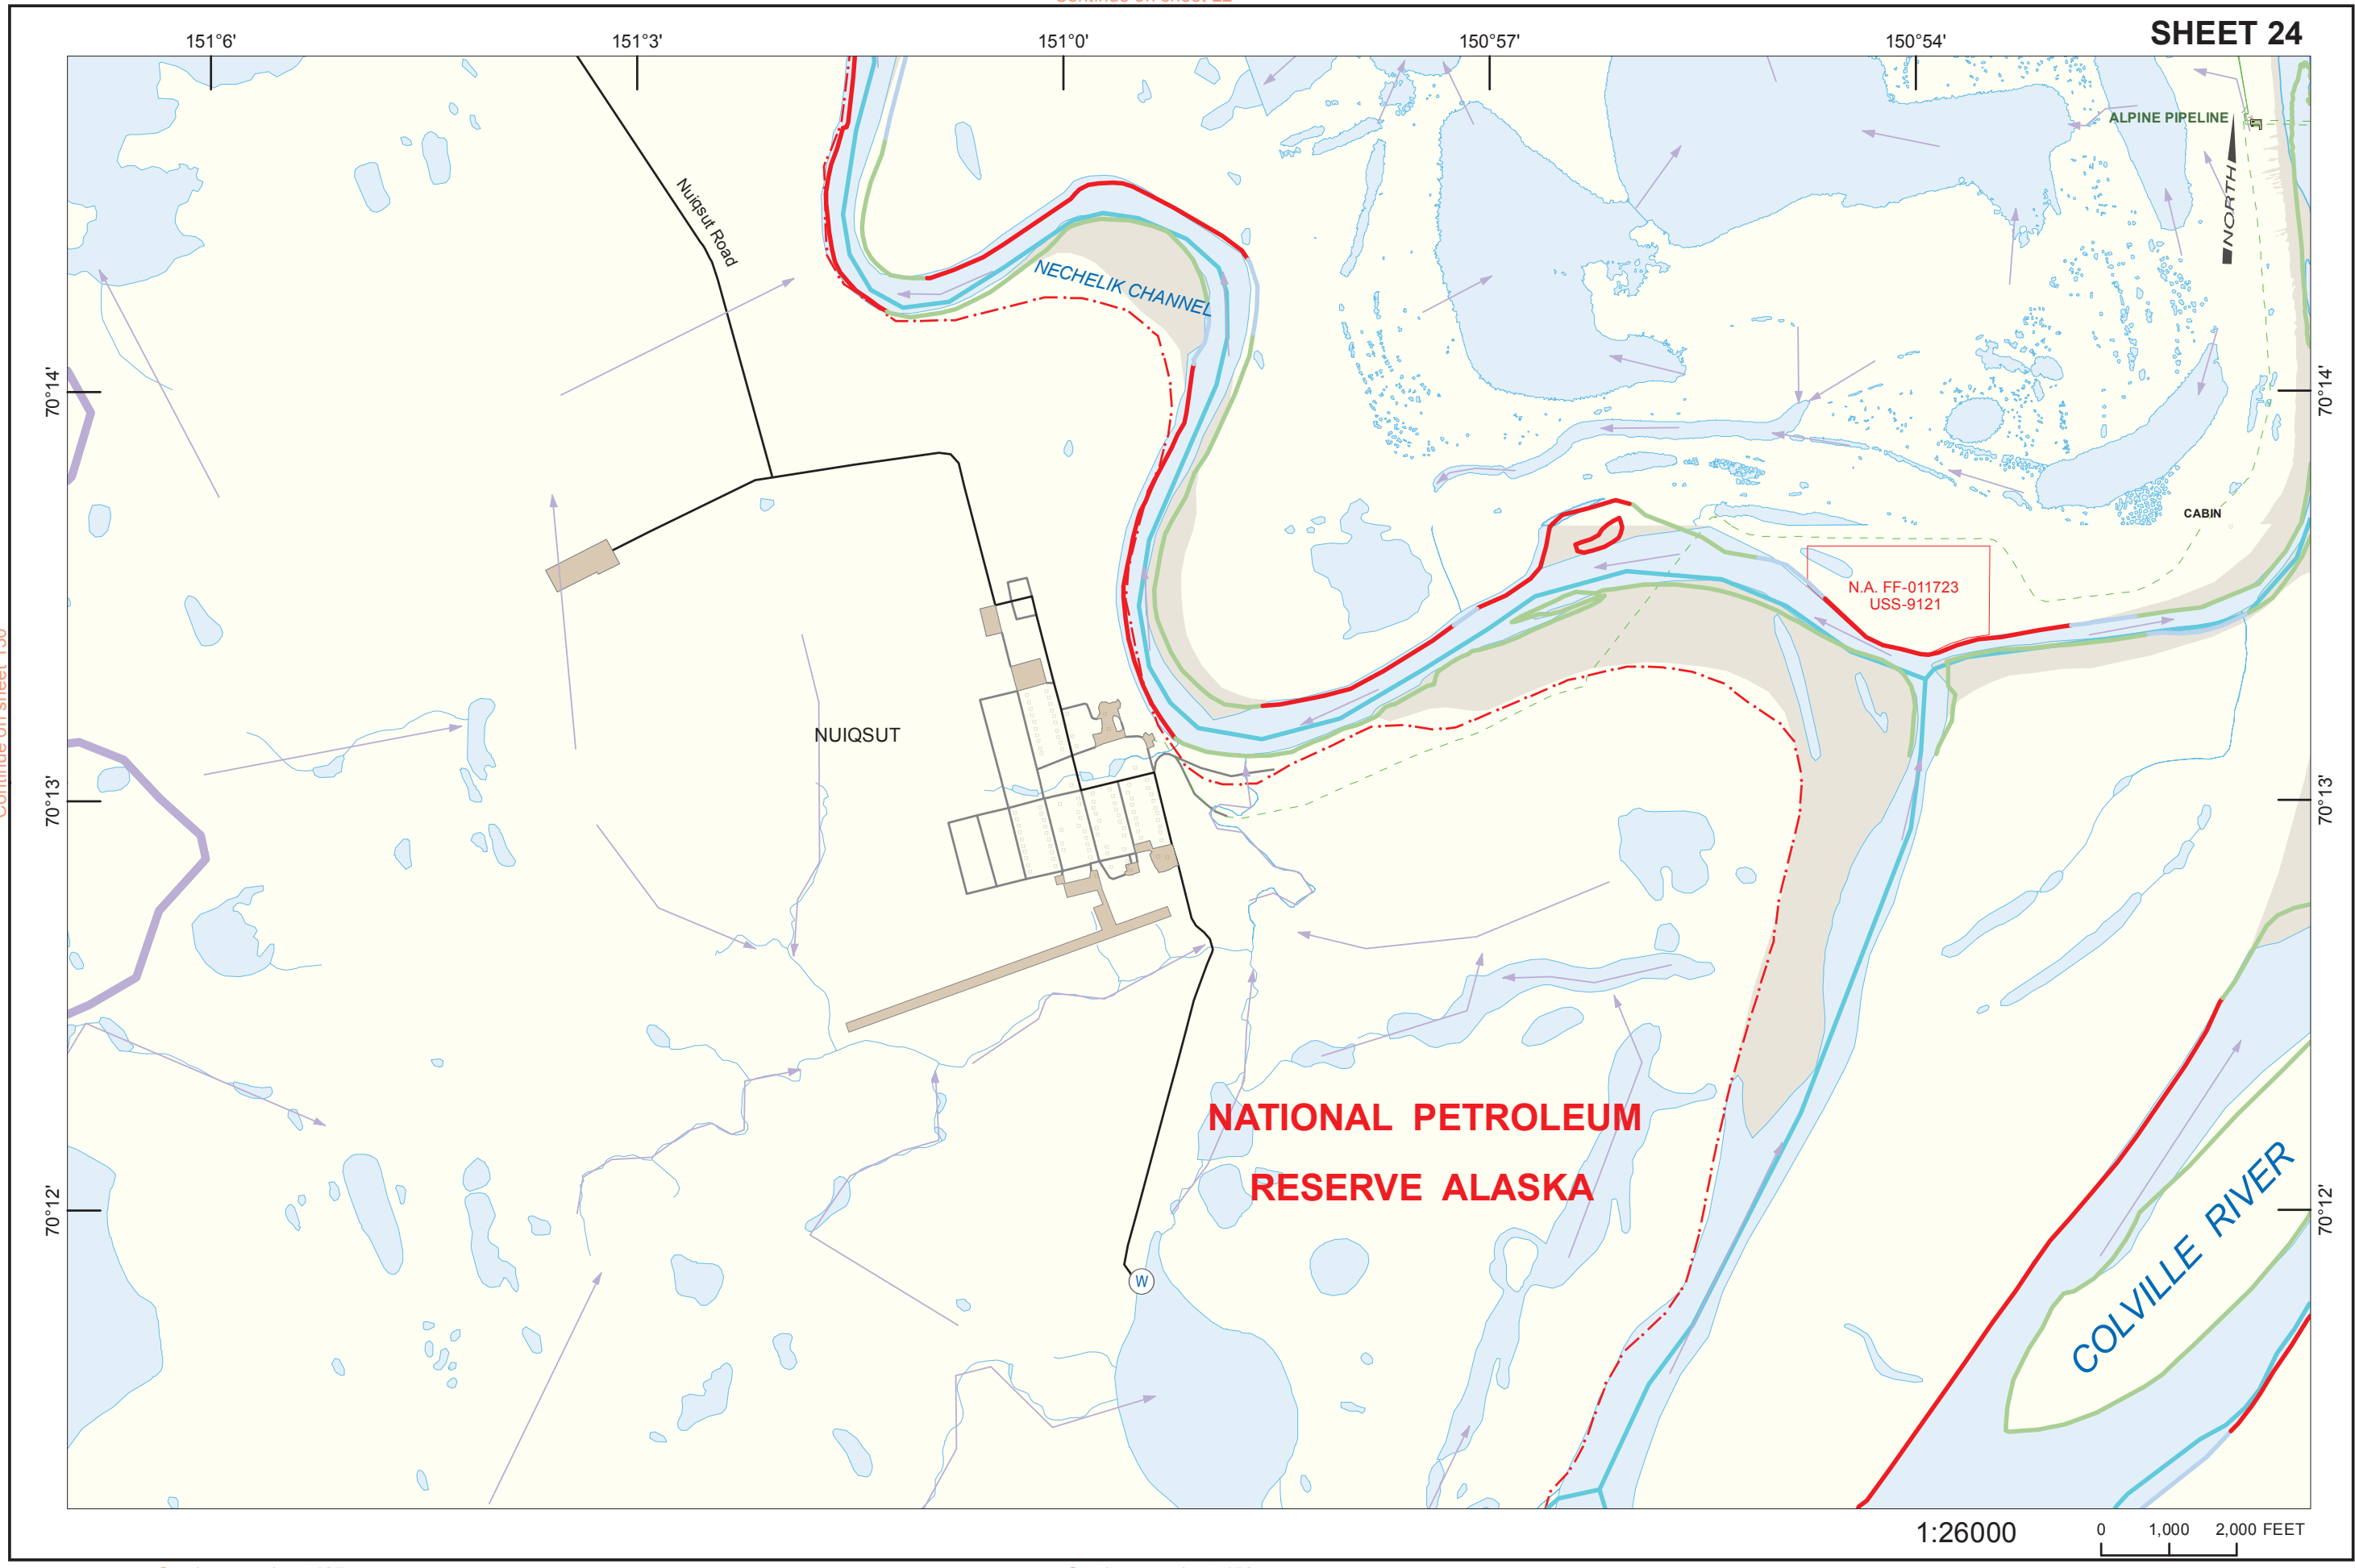 SHEET 24
151°6'
151°3'
151°0'
150°57'
150°54'
ALPINE PIPELINE
NORTH
Nuiqsut Road
NECHELIK CHANNEL
70°14'
70°14'
CABIN
N.A. FF-011723
USS-9121
NUIQSUT
70°13'
70°13'
NATIONAL PETROLEUM
RESERVE ALASKA
70°12'
70°12'
COLVILLE RIVER
W
1:26000
0 1,000 2,000 FEET